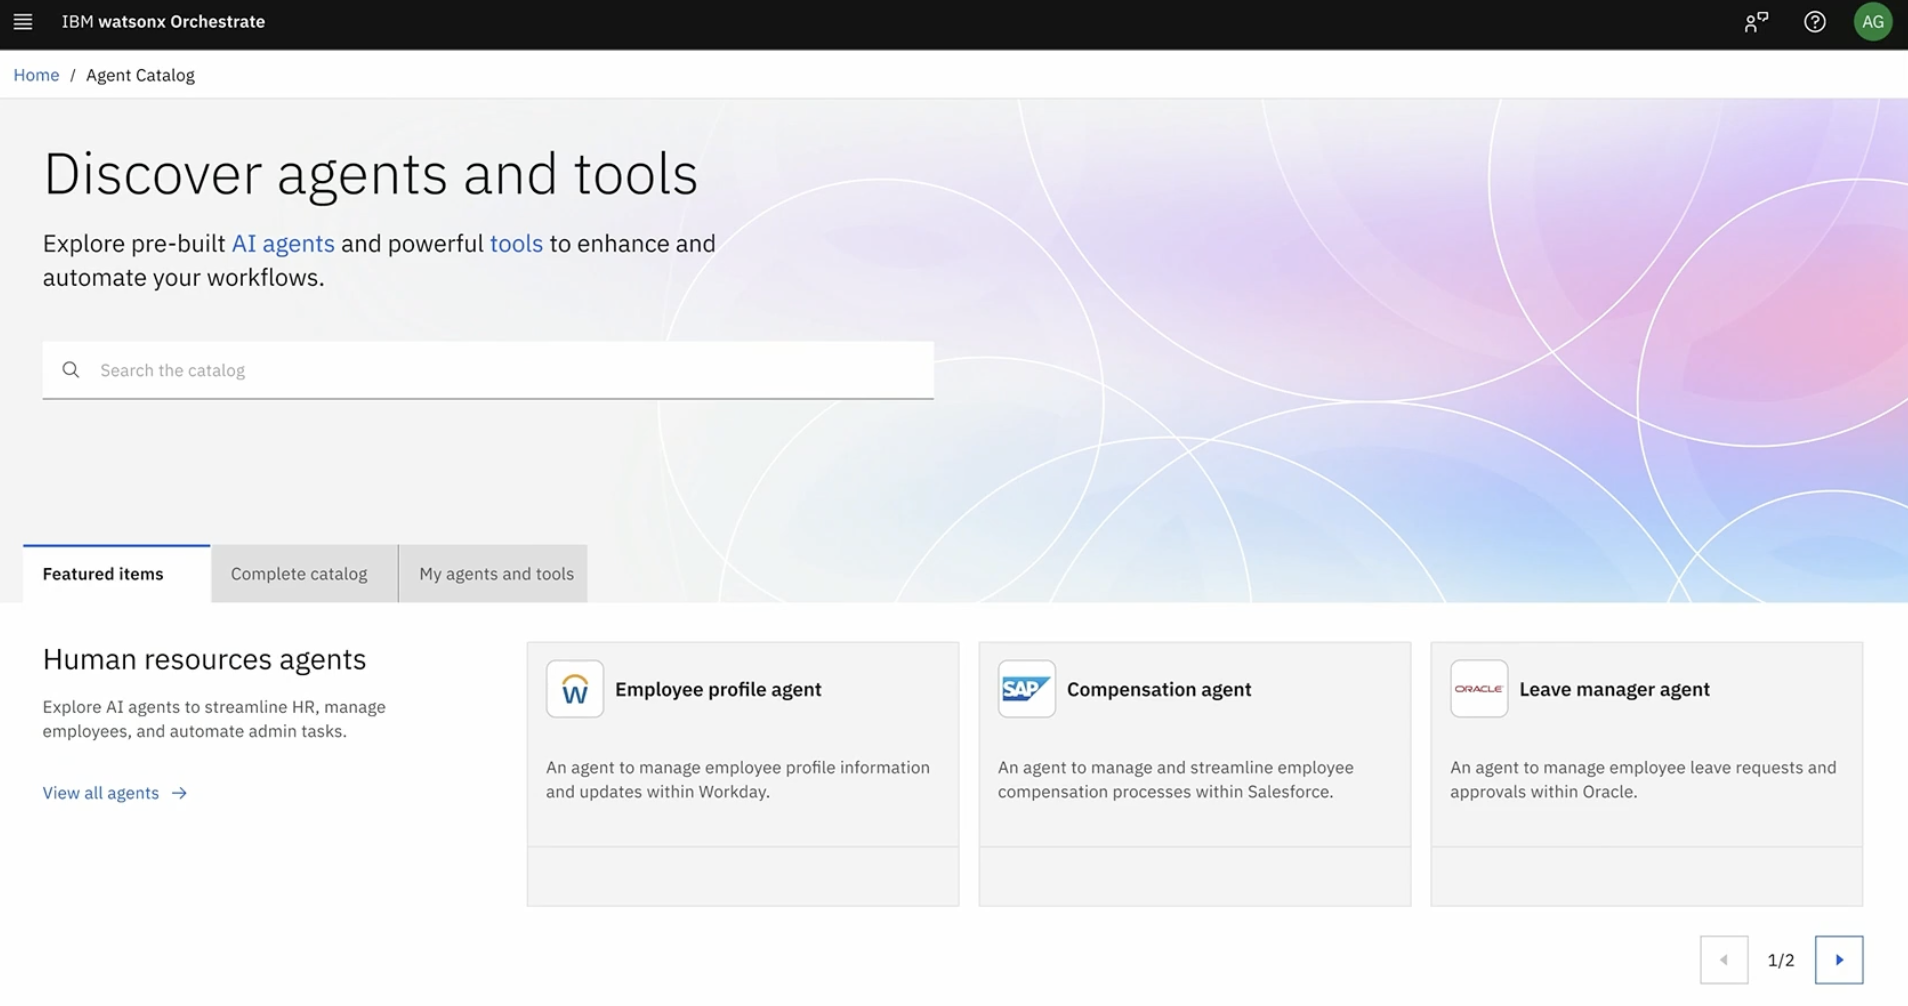 IBM watsonx Orchestrate
AG
Home / Agent Catalog
Discover agents and tools
Explore pre-built AI agents and powerful tools to enhance and
automate your workflows.
Search the catalog
Featured items
Complete catalog
My agents and tools
Human resources agents
Explore AI agents to streamline HR, manage
employees, and automate admin tasks.
View all agents
W
Employee profile agent
An agent to manage employee profile information
and updates within Workday.
SAP
Compensation agent
An agent to manage and streamline employee
compensation processes within Salesforce.
ORACLE
Leave manager agent
An agent to manage employee leave requests and
approvals within Oracle.
1/2